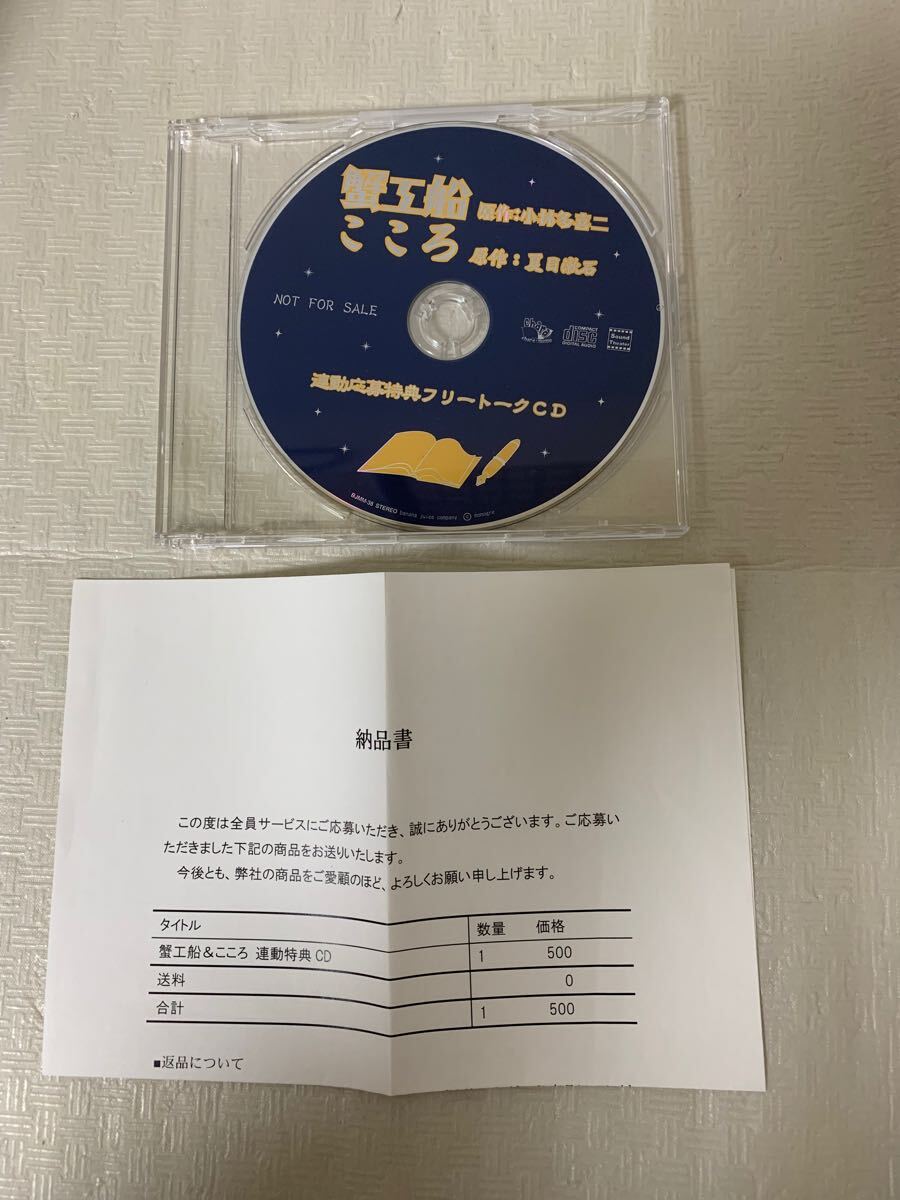 蟹工船 原作:小林多喜二
こころ 原作:夏目漱石
NOT FOR SALE
chara
COMPACT
disc
DIGITAL AUDIO
Sound
Theater
連動応募特典フリートークCD
BJMM-38 STEREO banana juice company
納品書
この度は全員サービスにご応募いただき、誠にありがとうございます。ご応募い
ただきました下記の商品をお送りいたします。
今後とも、弊社の商品をご愛顧のほど、よろしくお願い申し上げます。
タイトル 数量 価格
蟹工船&こころ 連動特典 CD 1 500
送料 0
合計 1 500
■返品について